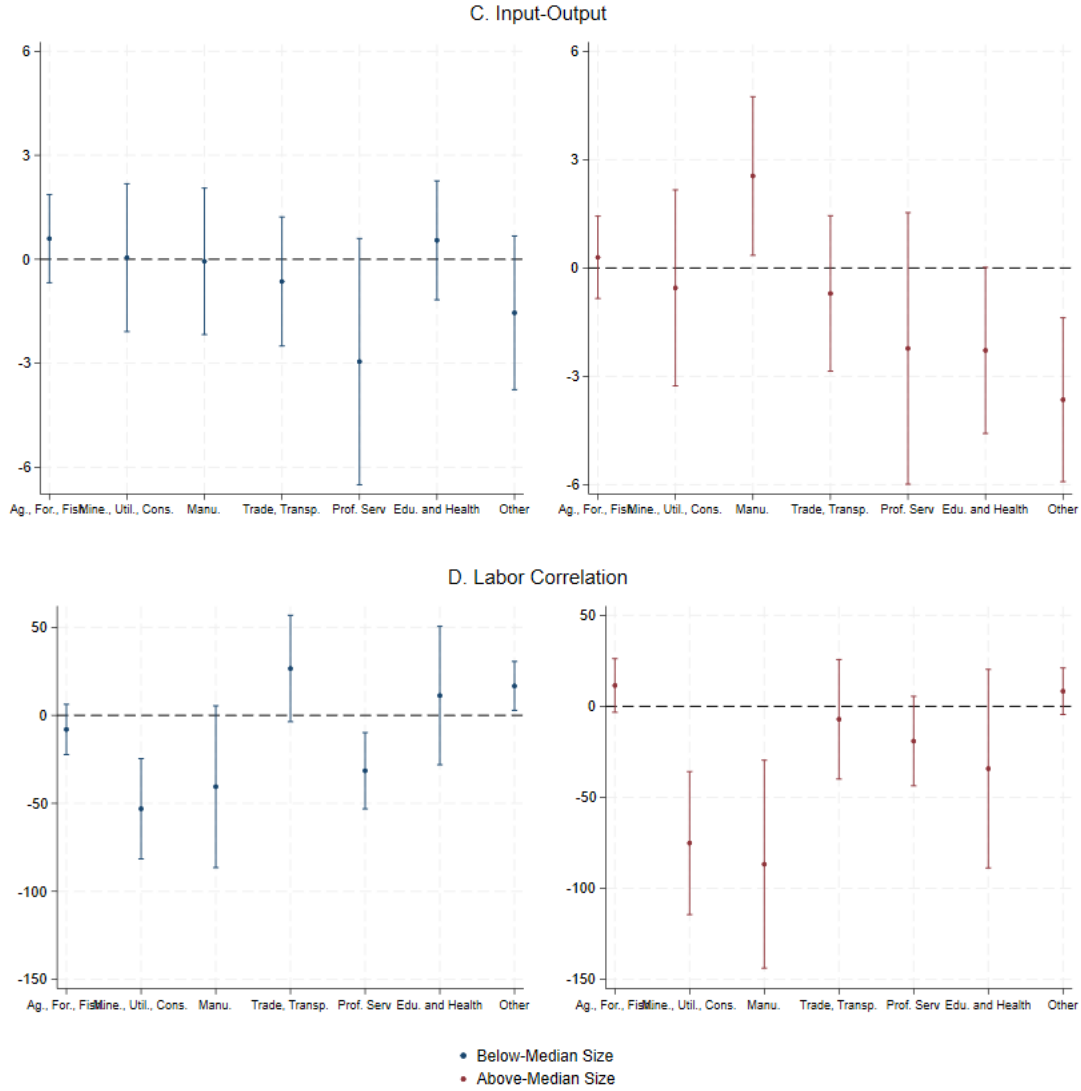 C. Input-Output
6 6
3 3
0 0
-3 -3
-6 -6
Ag., For., Fish Mine., Util., Cons. Manu. Trade, Transp. Prof. Serv Edu. and Health Other Ag., For., Fish Mine., Util., Cons. Manu. Trade, Transp. Prof. Serv Edu. and Health Other
D. Labor Correlation
50 50
0 0
-50 -50
-100 -100
-150 -150
Ag., For., Fish Mine., Util., Cons. Manu. Trade, Transp. Prof. Serv Edu. and Health Other Ag., For., Fish Mine., Util., Cons. Manu. Trade, Transp. Prof. Serv Edu. and Health Other
Below-Median Size
Above-Median Size